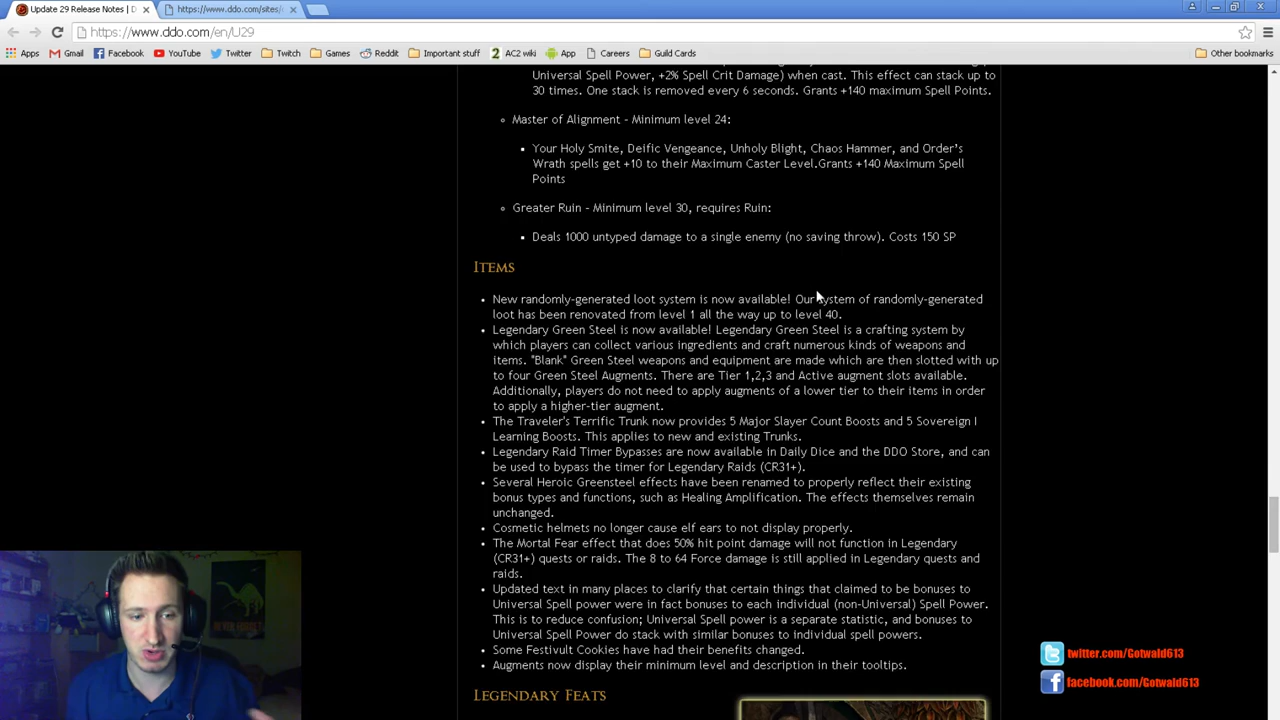 Update 29 Release Notes | D
https://www.ddo.com/sites/
https://www.ddo.com/en/U29
Apps
Gmail
Facebook
YouTube
Twitter
Twitch
Games
Reddit
Important stuff
AC2 wiki
App
Careers
Guild Cards
Other bookmarks
Universal Spell Power, +2% Spell Crit Damage) when cast. This effect can stack up to
30 times. One stack is removed every 6 seconds. Grants +140 maximum Spell Points.
Master of Alignment - Minimum level 24:
Your Holy Smite, Deific Vengeance, Unholy Blight, Chaos Hammer, and Order's
Wrath spells get +10 to their Maximum Caster Level.Grants +140 Maximum Spell
Points
Greater Ruin - Minimum level 30, requires Ruin:
Deals 1000 untyped damage to a single enemy (no saving throw). Costs 150 SP
Items
New randomly-generated loot system is now available! Our system of randomly-generated
loot has been renovated from level 1 all the way up to level 40.
Legendary Green Steel is now available! Legendary Green Steel is a crafting system by
which players can collect various ingredients and craft numerous kinds of weapons and
items. "Blank" Green Steel weapons and equipment are made which are then slotted with up
to four Green Steel Augments. There are Tier 1,2,3 and Active augment slots available.
Additionally, players do not need to apply augments of a lower tier to their items in order
to apply a higher-tier augment.
The Traveler's Terrific Trunk now provides 5 Major Slayer Count Boosts and 5 Sovereign I
Learning Boosts. This applies to new and existing Trunks.
Legendary Raid Timer Bypasses are now available in Daily Dice and the DDO Store, and can
be used to bypass the timer for Legendary Raids (CR31+).
Several Heroic Greensteel effects have been renamed to properly reflect their existing
bonus types and functions, such as Healing Amplification. The effects themselves remain
unchanged.
Cosmetic helmets no longer cause elf ears to not display properly.
The Mortal Fear effect that does 50% hit point damage will not function in Legendary
(CR31+) quests or raids. The 8 to 64 Force damage is still applied in Legendary quests and
raids.
Updated text in many places to clarify that certain things that claimed to be bonuses to
Universal Spell power were in fact bonuses to each individual (non-Universal) Spell Power.
This is to reduce confusion; Universal Spell power is a separate statistic, and bonuses to
Universal Spell Power do stack with similar bonuses to individual spell powers.
Some Festivult Cookies have had their benefits changed.
Augments now display their minimum level and description in their tooltips.
Legendary Feats
twitter.com/Gotwald613
facebook.com/Gotwald613